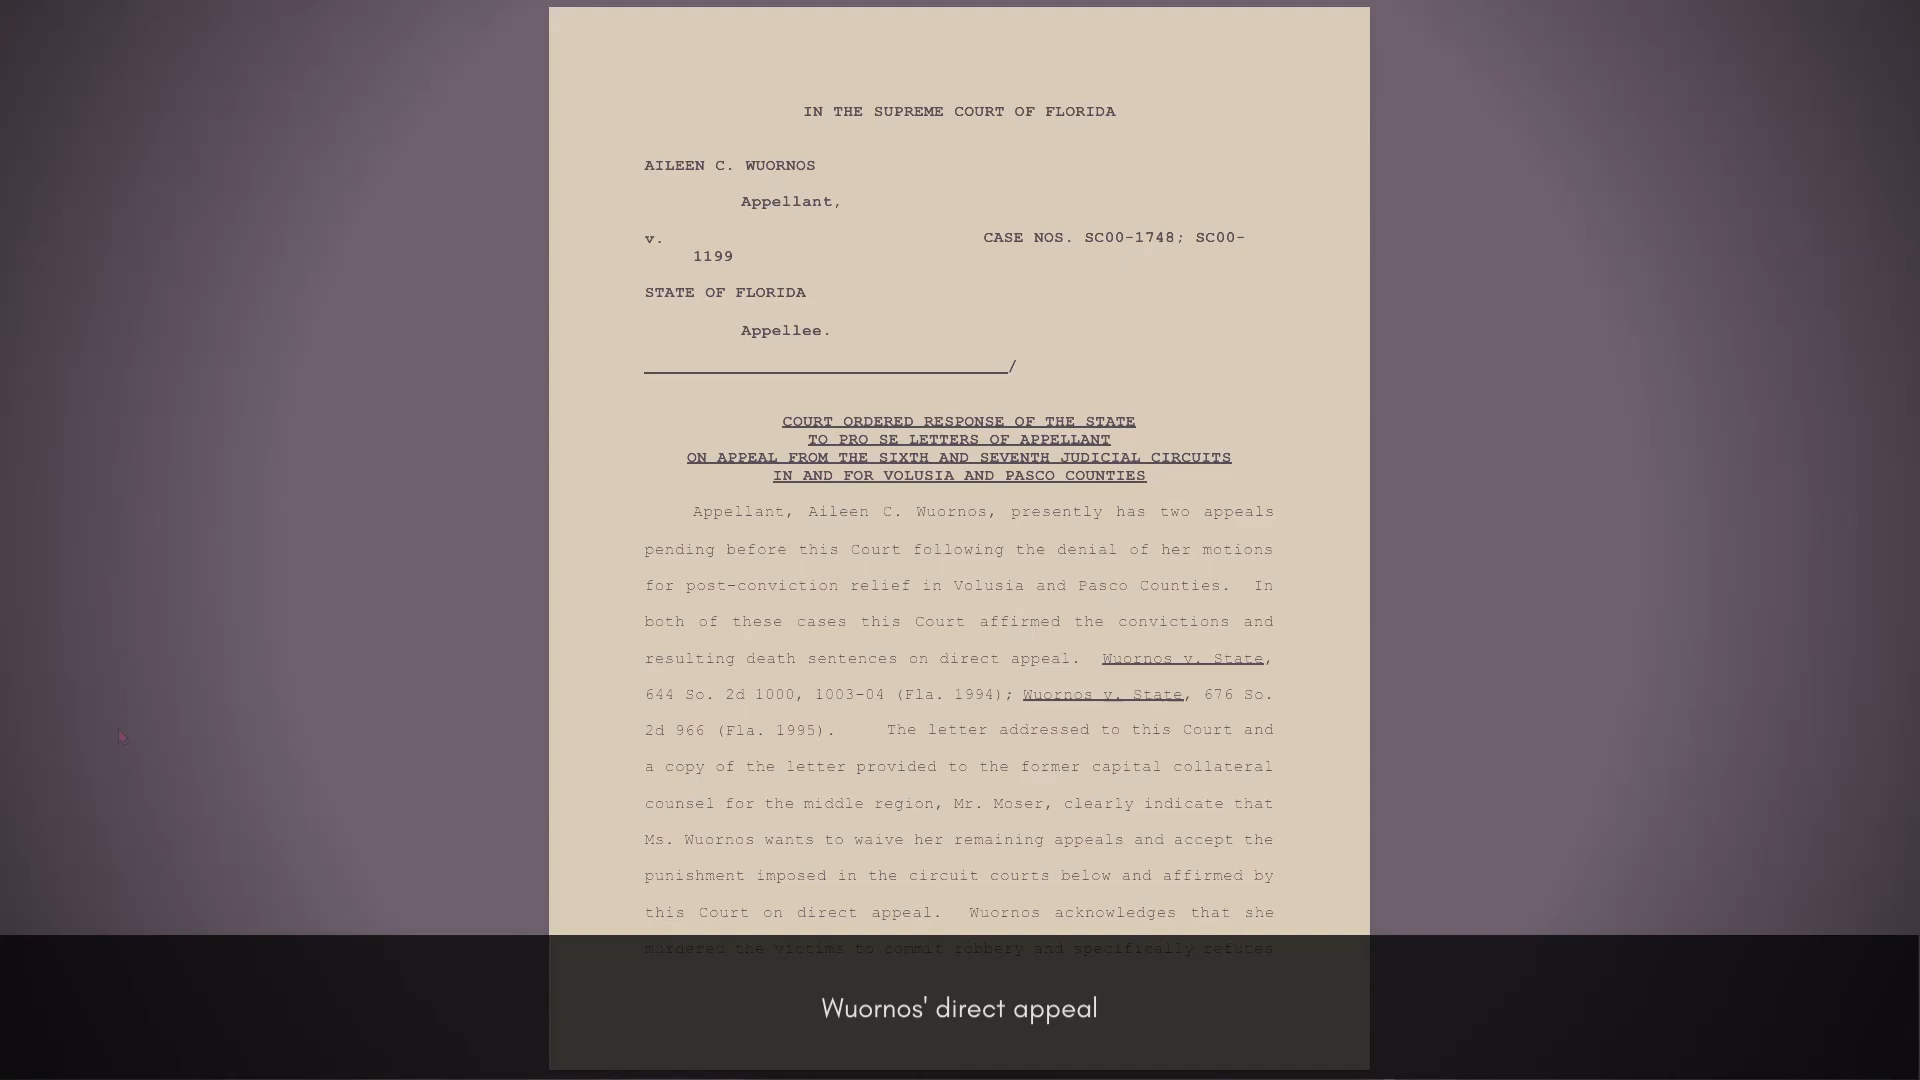 IN THE SUPREME COURT OF FLORIDA
AILEEN C. WUORNOS
Appellant,
v. CASE NOS. SC00-1748; SC00-
1199
STATE OF FLORIDA
Appellee.
/
COURT ORDERED RESPONSE OF THE STATE
TO PRO SE LETTERS OF APPELLANT
ON APPEAL FROM THE SIXTH AND SEVENTH JUDICIAL CIRCUITS
IN AND FOR VOLUSIA AND PASCO COUNTIES
Appellant, Aileen C. Wuornos, presently has two appeals
pending before this Court following the denial of her motions
for post-conviction relief in Volusia and Pasco Counties. In
both of these cases this Court affirmed the convictions and
resulting death sentences on direct appeal. Wuornos v. State,
644 So. 2d 1000, 1003-04 (Fla. 1994); Wuornos v. State, 676 So.
2d 966 (Fla. 1995). The letter addressed to this Court and
a copy of the letter provided to the former capital collateral
counsel for the middle region, Mr. Moser, clearly indicate that
Ms. Wuornos wants to waive her remaining appeals and accept the
punishment imposed in the circuit courts below and affirmed by
this Court on direct appeal. Wuornos acknowledges that she
murdered the victims to commit robbery and specifically refutes
Wuornos' direct appeal